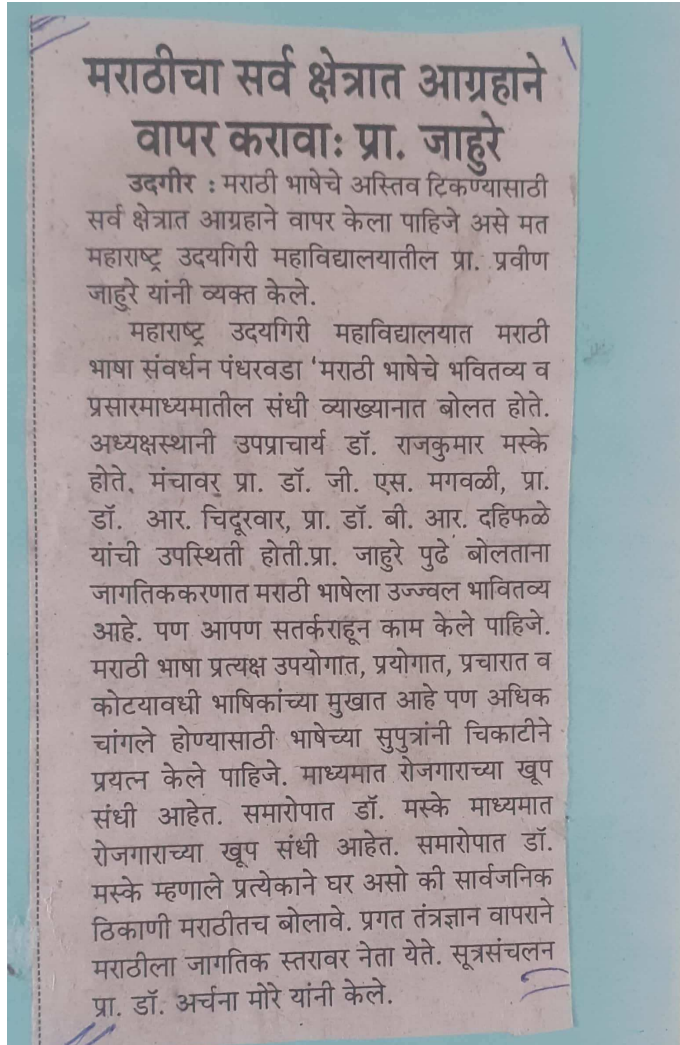 मराठीचा सर्व क्षेत्रात आग्रहाने
वापर करावाः प्रा. जाहुरे
उदगीर : मराठी भाषेचे अस्तिव टिकण्यासाठी
सर्व क्षेत्रात आग्रहाने वापर केला पाहिजे असे मत
महाराष्ट्र उदयगिरी महाविद्यालयातील प्रा. प्रवीण
जाहुरे यांनी व्यक्त केले.
महाराष्ट्र उदयगिरी महाविद्यालयात मराठी
भाषा संवर्धन पंधरवडा ‘मराठी भाषेचे भवितव्य व
प्रसारमाध्यमातील संधी व्याख्यानात बोलत होते.
अध्यक्षस्थानी उपप्राचार्य डॉ. राजकुमार मस्के
होते. मंचावर प्रा. डॉ. जी. एस. मगवळी, प्रा.
डॉ. आर. चिदूरवार, प्रा. डॉ. बी. आर. दहिफळे
यांची उपस्थिती होती.प्रा. जाहुरे पुढे बोलताना
जागतिककरणात मराठी भाषेला उज्ज्वल भावितव्य
आहे. पण आपण सतर्कराहून काम केले पाहिजे.
मराठी भाषा प्रत्यक्ष उपयोगात, प्रयोगात, प्रचारात व
कोटयावधी भाषिकांच्या मुखात आहे पण अधिक
चांगले होण्यासाठी भाषेच्या सुपुत्रांनी चिकाटीने
प्रयत्न केले पाहिजे. माध्यमात रोजगाराच्या खूप
संधी आहेत. समारोपात डॉ. मस्के माध्यमात
रोजगाराच्या खूप संधी आहेत. समारोपात डॉ.
मस्के म्हणाले प्रत्येकाने घर असो की सार्वजनिक
ठिकाणी मराठीतच बोलावे. प्रगत तंत्रज्ञान वापराने
मराठीला जागतिक स्तरावर नेता येते. सूत्रसंचलन
प्रा. डॉ. अर्चना मोरे यांनी केले.